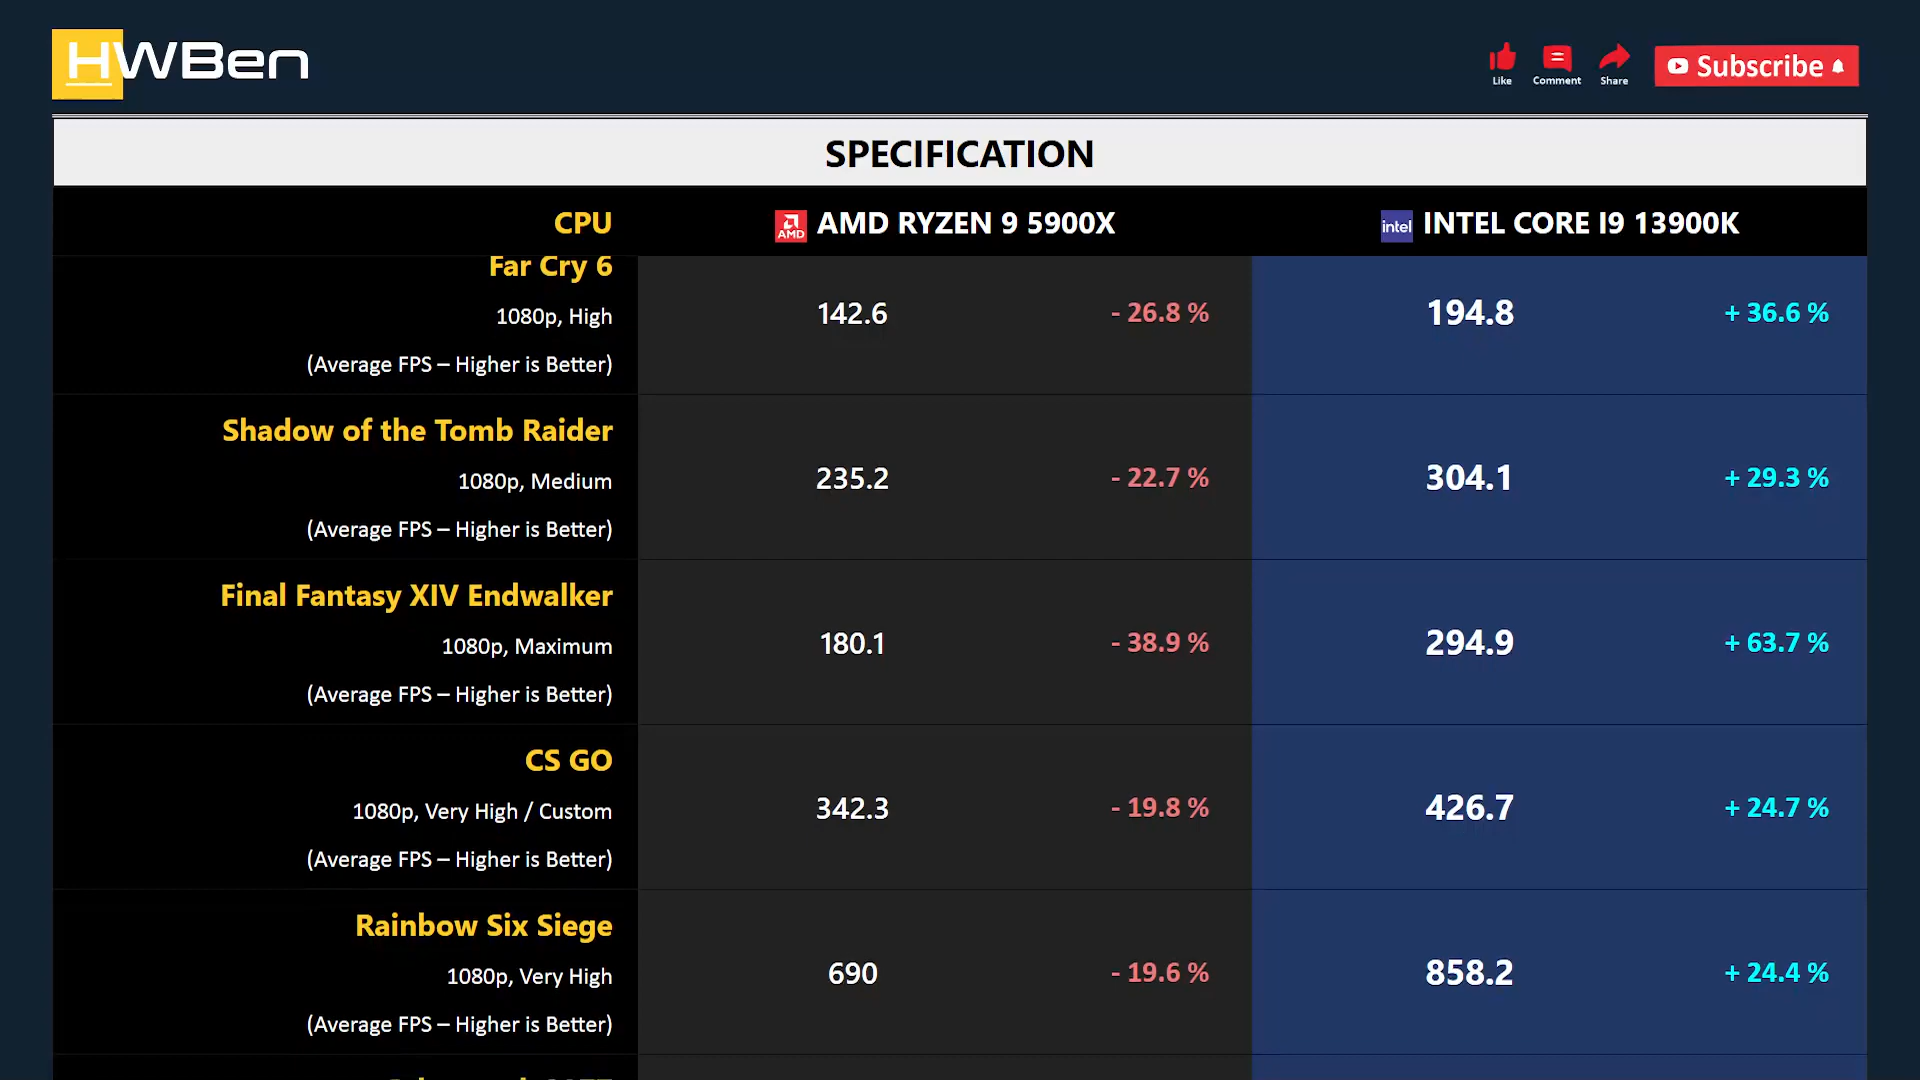 HWBen
Like
Comment
Share
Subscribe
SPECIFICATION
CPU
AMD
AMD RYZEN 9 5900X
intel
INTEL CORE I9 13900K
Far Cry 6
1080p, High
(Average FPS – Higher is Better)
142.6
- 26.8 %
194.8
+ 36.6 %
Shadow of the Tomb Raider
1080p, Medium
(Average FPS – Higher is Better)
235.2
- 22.7 %
304.1
+ 29.3 %
Final Fantasy XIV Endwalker
1080p, Maximum
(Average FPS – Higher is Better)
180.1
- 38.9 %
294.9
+ 63.7 %
CS GO
1080p, Very High / Custom
(Average FPS – Higher is Better)
342.3
- 19.8 %
426.7
+ 24.7 %
Rainbow Six Siege
1080p, Very High
(Average FPS – Higher is Better)
690
- 19.6 %
858.2
+ 24.4 %